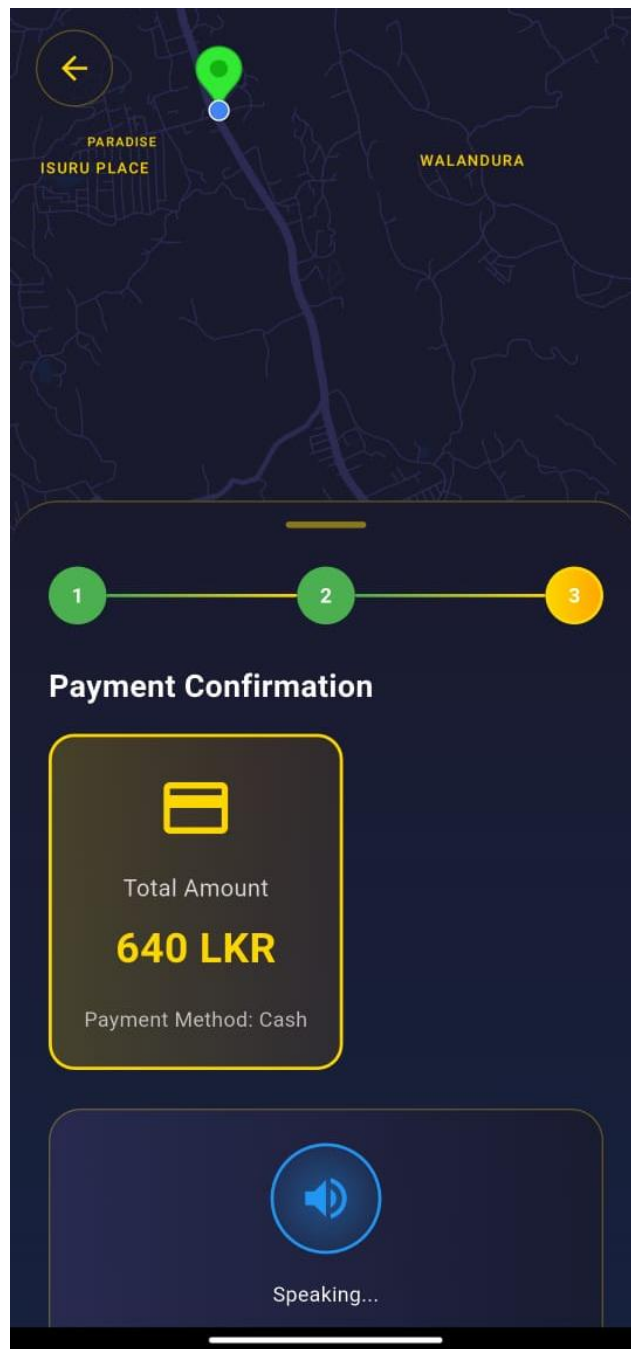 PARADISE
ISURU PLACE
WALANDURA
1
2
3
Payment Confirmation
Total Amount
640 LKR
Payment Method: Cash
Speaking...